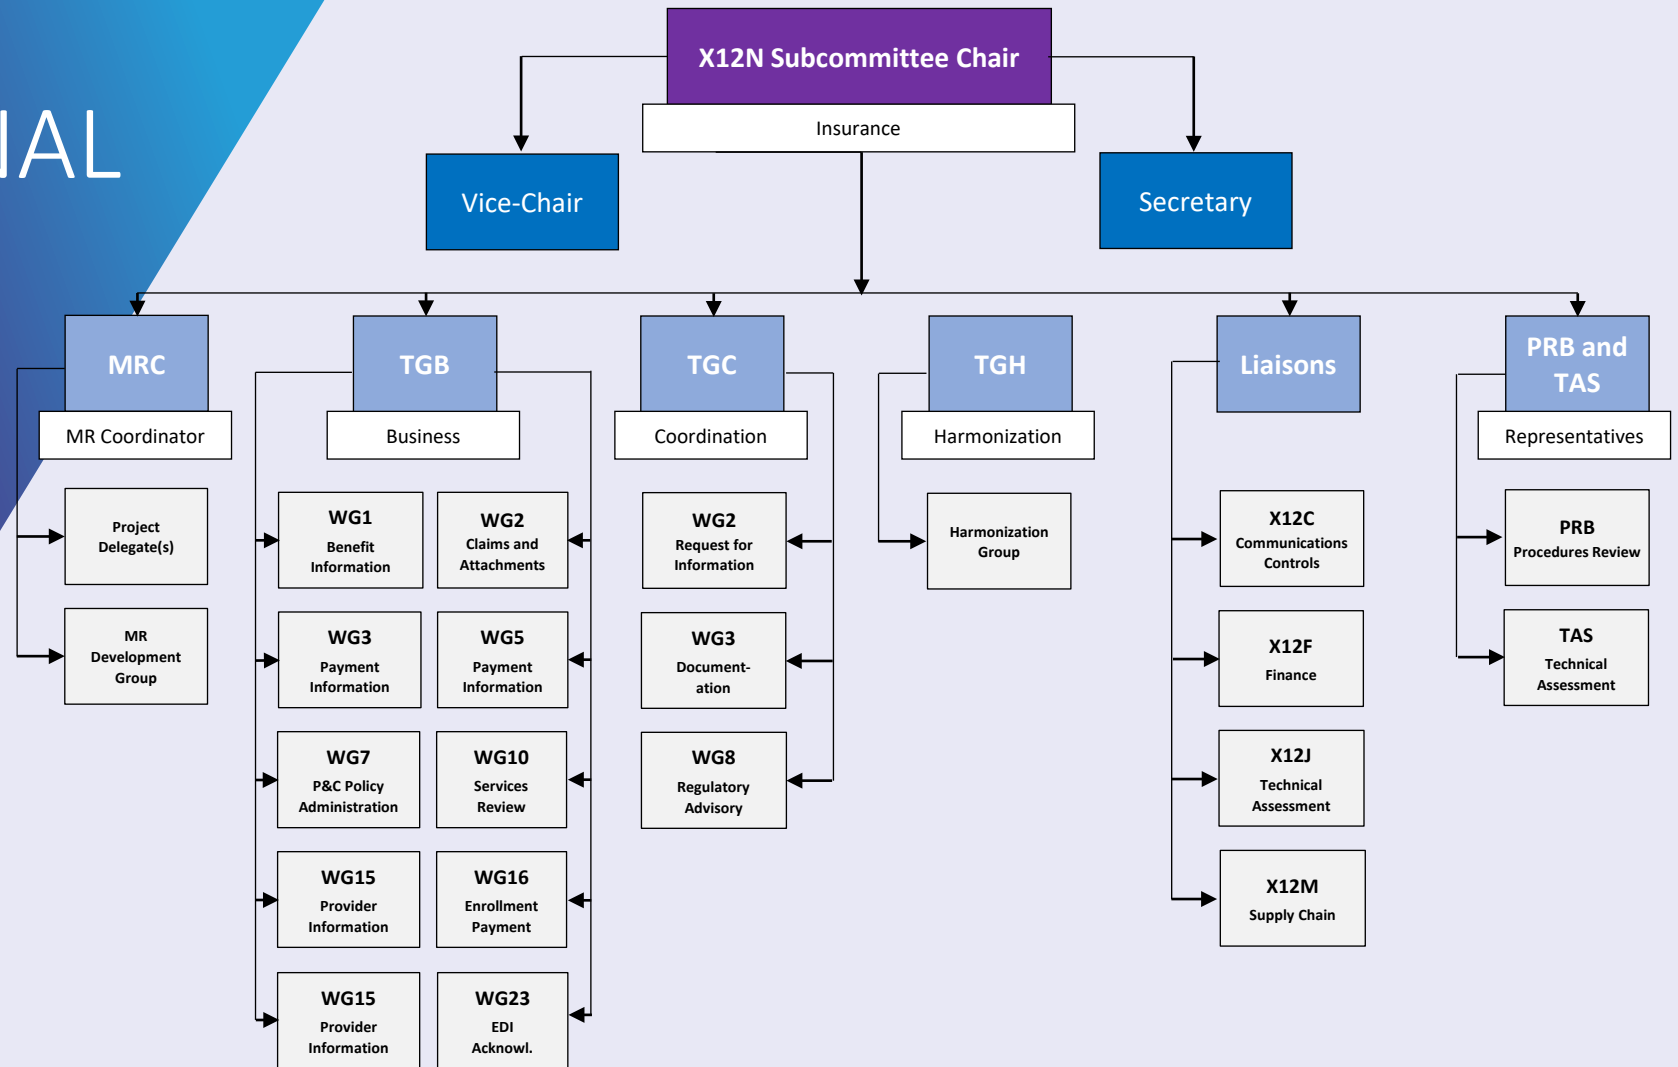 NAL
X12N Subcommittee Chair
Insurance
Vice-Chair
Secretary
MRC
MR Coordinator
Project
Delegate(s)
MR
Development
Group
TGB
Business
WG1
Benefit
Information
WG2
Claims and
Attachments
WG3
Payment
Information
WG5
Payment
Information
WG7
P&C Policy
Administration
WG10
Services
Review
WG15
Provider
Information
WG16
Enrollment
Payment
WG15
Provider
Information
WG23
EDI
Acknowl.
TGC
Coordination
WG2
Request for
Information
WG3
Document-
ation
WG8
Regulatory
Advisory
TGH
Harmonization
Harmonization
Group
Liaisons
X12C
Communications
Controls
X12F
Finance
X12J
Technical
Assessment
X12M
Supply Chain
PRB and
TAS
Representatives
PRB
Procedures Review
TAS
Technical
Assessment